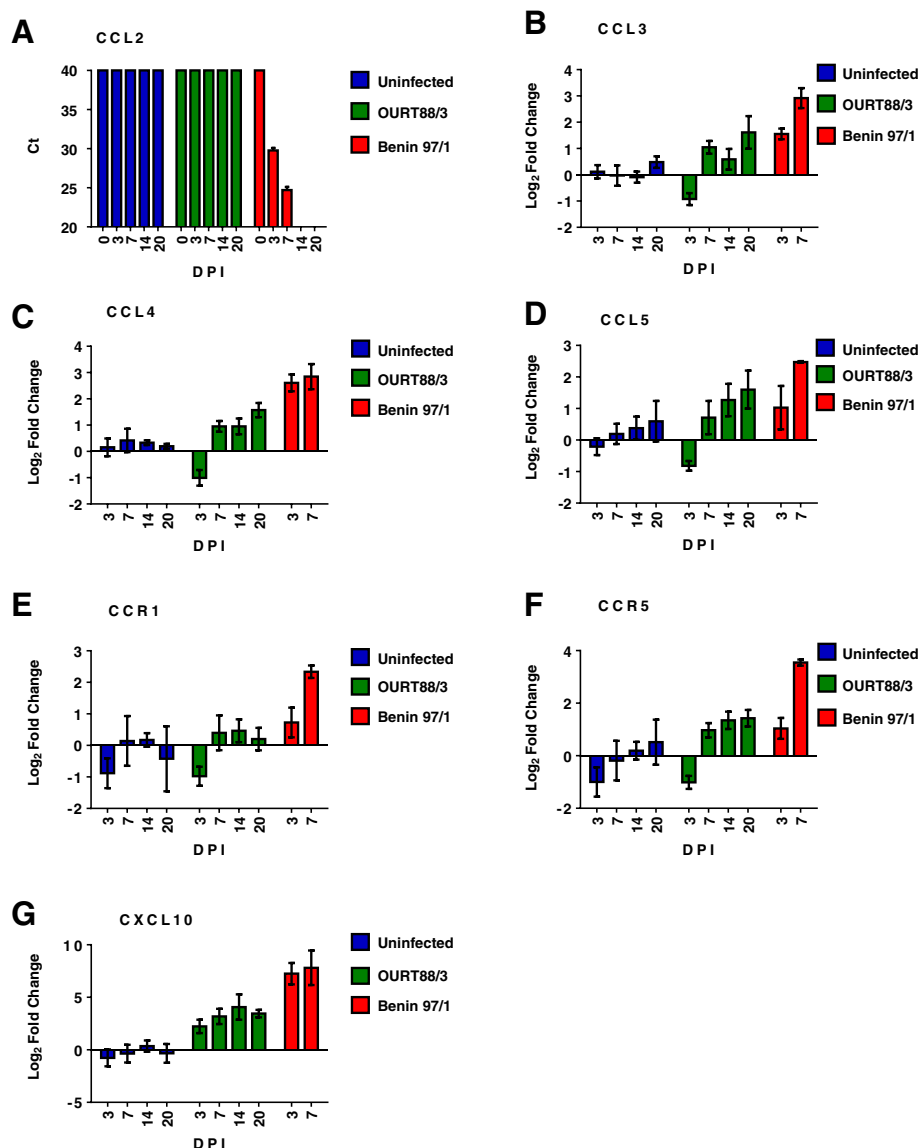 A
CCL2
Ct
40
35
30
25
20
0 3 7 14 20 0 3 7 14 20 0 3 7 14 20
DPI
Uninfected
OURT88/3
Benin 97/1
B
CCL3
Log2 Fold Change
4
3
2
1
0
-1
-2
3 7 14 20 3 7 14 20 3 7
DPI
Uninfected
OURT88/3
Benin 97/1
C
CCL4
Log2 Fold Change
4
3
2
1
0
-1
-2
3 7 14 20 3 7 14 20 3 7
DPI
Uninfected
OURT88/3
Benin 97/1
D
CCL5
Log2 Fold Change
3
2
1
0
-1
-2
3 7 14 20 3 7 14 20 3 7
DPI
Uninfected
OURT88/3
Benin 97/1
E
CCR1
Log2 Fold Change
3
2
1
0
-1
-2
3 7 14 20 3 7 14 20 3 7
DPI
Uninfected
OURT88/3
Benin 97/1
F
CCR5
Log2 Fold Change
4
2
0
-2
3 7 14 20 3 7 14 20 3 7
DPI
Uninfected
OURT88/3
Benin 97/1
G
CXCL10
Log2 Fold Change
10
5
0
-5
3 7 14 20 3 7 14 20 3 7
DPI
Uninfected
OURT88/3
Benin 97/1